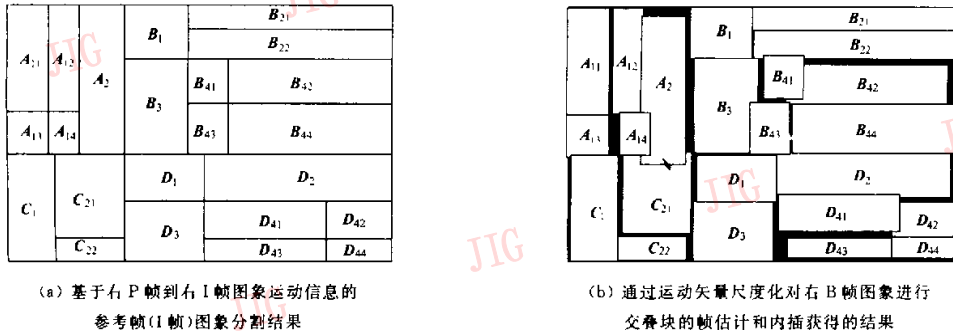 B₂₁
B₁
B₂₂
A₁₁
A₁₂
A₂
B₄₁
B₄₂
B₃
A₁₃
A₁₄
B₄₃
B₄₄
D₁
D₂
C₁
C₂₁
D₃
D₄₁
D₄₂
C₂₂
D₄₃
D₄₄
(a) 基于右 P 帧到右 I 帧图象运动信息的
参考帧(I 帧)图象分割结果
B₂₁
B₁
B₂₂
A₁₁
A₁₂
A₂
B₄₁
B₄₂
B₃
A₁₃
A₁₄
B₄₃
B₄₄
D₁
D₂
C₁
C₂₁
D₃
D₄₁
D₄₂
C₂₂
D₄₃
D₄₄
(b) 通过运动矢量尺度化对右 B 帧图象进行
交叠块的帧估计和内插获得的结果
JIG
JIG
JIG
JIG
JIG